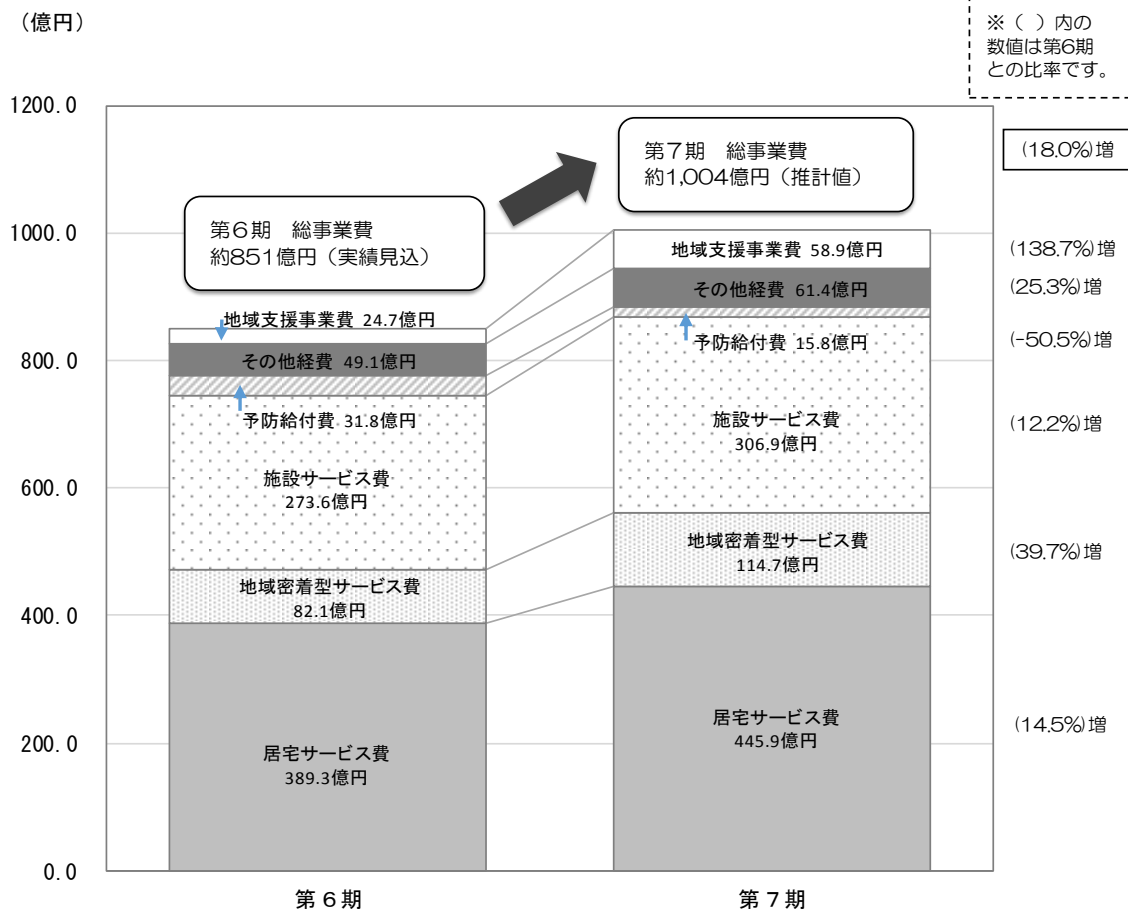 （億円）
※（ ）内の
数値は第6期
との比率です。
1200.0
1000.0
800.0
600.0
400.0
200.0
0.0
第６期　総事業費
約851億円（実績見込）
第７期　総事業費
約1,004億円（推計値）
地域支援事業費 24.7億円
その他経費 49.1億円
予防給付費 31.8億円
施設サービス費
273.6億円
地域密着型サービス費
82.1億円
居宅サービス費
389.3億円
地域支援事業費 58.9億円
その他経費 61.4億円
予防給付費 15.8億円
施設サービス費
306.9億円
地域密着型サービス費
114.7億円
居宅サービス費
445.9億円
(18.0%)増
(138.7%)増
(25.3%)増
(-50.5%)増
(12.2%)増
(39.7%)増
(14.5%)増
第６期
第７期